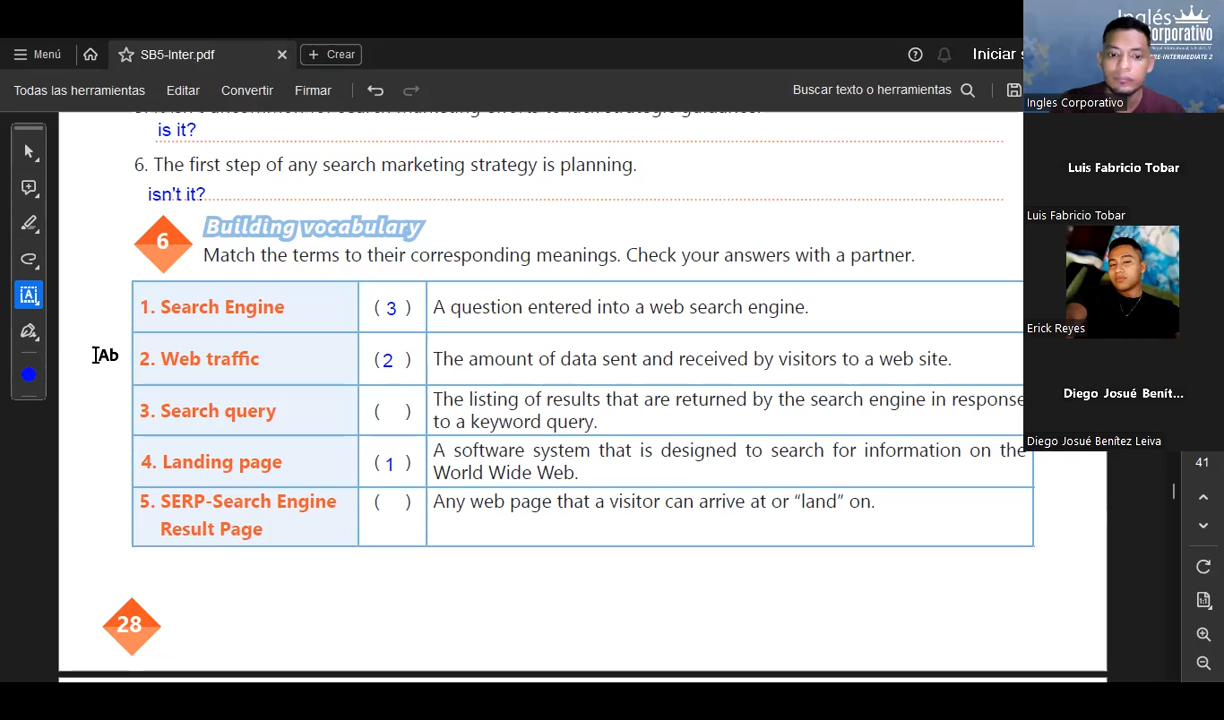 Menú
SB5-Inter.pdf
Crear
Iniciar s
Todas las herramientas
Editar
Convertir
Firmar
Buscar texto o herramientas
is it?
6. The first step of any search marketing strategy is planning.
isn't it?
6
Building vocabulary
Match the terms to their corresponding meanings. Check your answers with a partner.
1. Search Engine ( 3 ) A question entered into a web search engine.
2. Web traffic ( 2 ) The amount of data sent and received by visitors to a web site.
3. Search query ( ) The listing of results that are returned by the search engine in response
to a keyword query.
4. Landing page ( 1 ) A software system that is designed to search for information on the
World Wide Web.
5. SERP-Search Engine ( ) Any web page that a visitor can arrive at or “land” on.
Result Page
28
Ab
A
41
1:1
Inglés
Corporativo
PRE-INTERMEDIATE 2
Ingles Corporativo
Luis Fabricio Tobar
Luis Fabricio Tobar
Erick Reyes
Diego Josué Benít...
Diego Josué Benítez Leiva